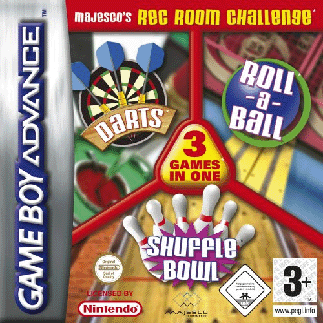 Majesco's Rec Room Challenge
GAME BOY ADVANCE
DARTS
ROLL
-a-
BALL
3
GAMES
IN ONE
SHUFFLE
BOWL
LICENSED BY
Nintendo
MAJESCO
3+
www.pegi.info